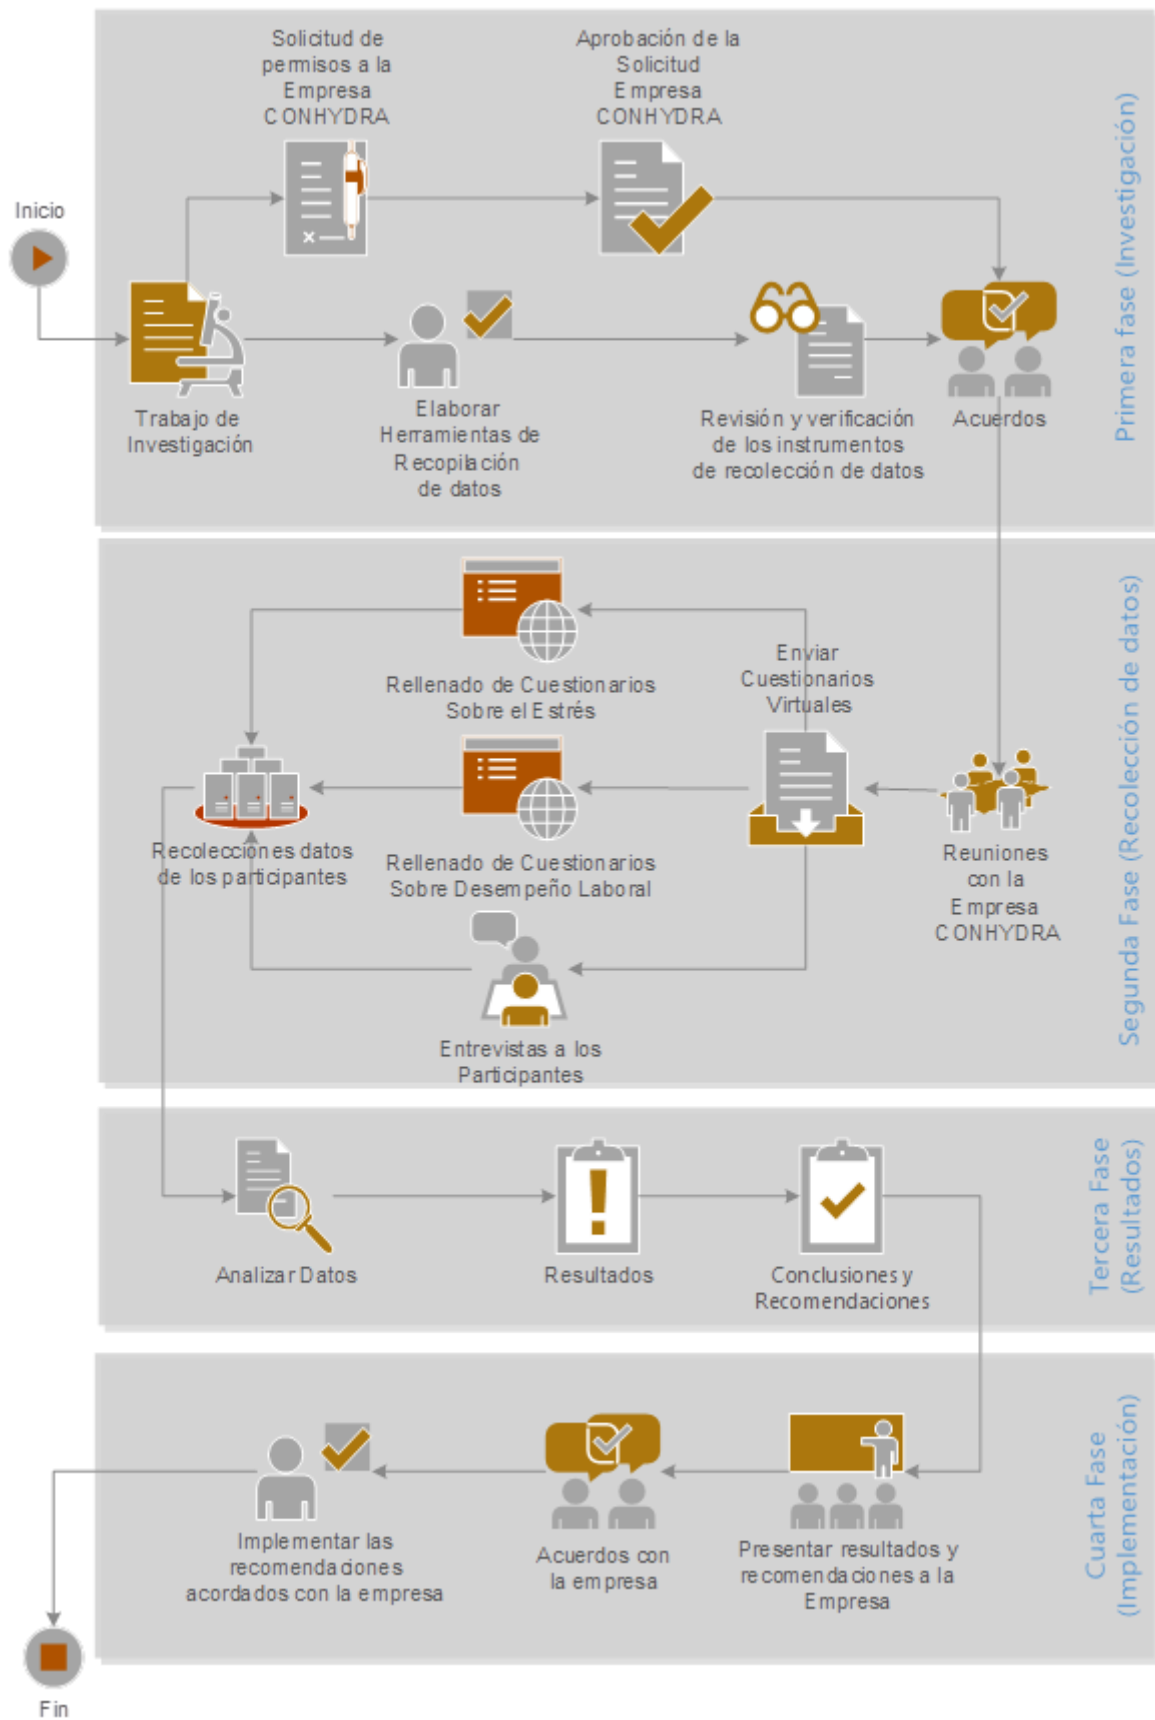 Solicitud de
permisos a la
Empresa
CONHYDRA
Aprobación de la
Solicitud
Empresa
CONHYDRA
Inicio
Trabajo de
Investigación
Elaborar
Herramientas de
Recopilación
de datos
Revisión y verificación
de los instrumentos
de recolección de datos
Acuerdos
Primera fase (Investigación)
Rellenado de Cuestionarios
Sobre el Estrés
Enviar
Cuestionarios
Virtuales
Recolecciones datos
de los participantes
Rellenado de Cuestionarios
Sobre Desempeño Laboral
Reuniones
con la
Empresa
CONHYDRA
Entrevistas a los
Participantes
Segunda Fase (Recolección de datos)
Analizar Datos
Resultados
Conclusiones y
Recomendaciones
Tercera Fase
(Resultados)
Implementar las
recomendaciones
acordados con la empresa
Acuerdos con
la empresa
Presentar resultados y
recomendaciones a la
Empresa
Cuarta Fase
(Implementación)
Fin